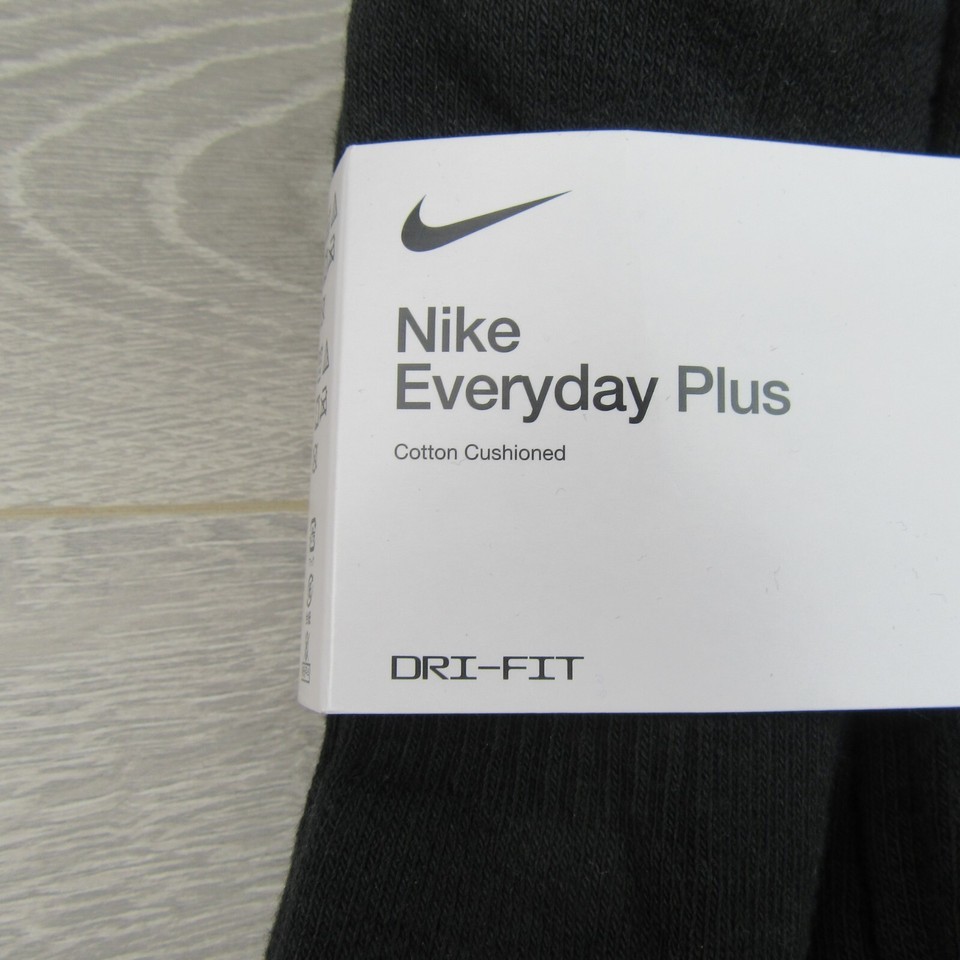 Nike
Everyday Plus
Cotton Cushioned
DRI-FIT